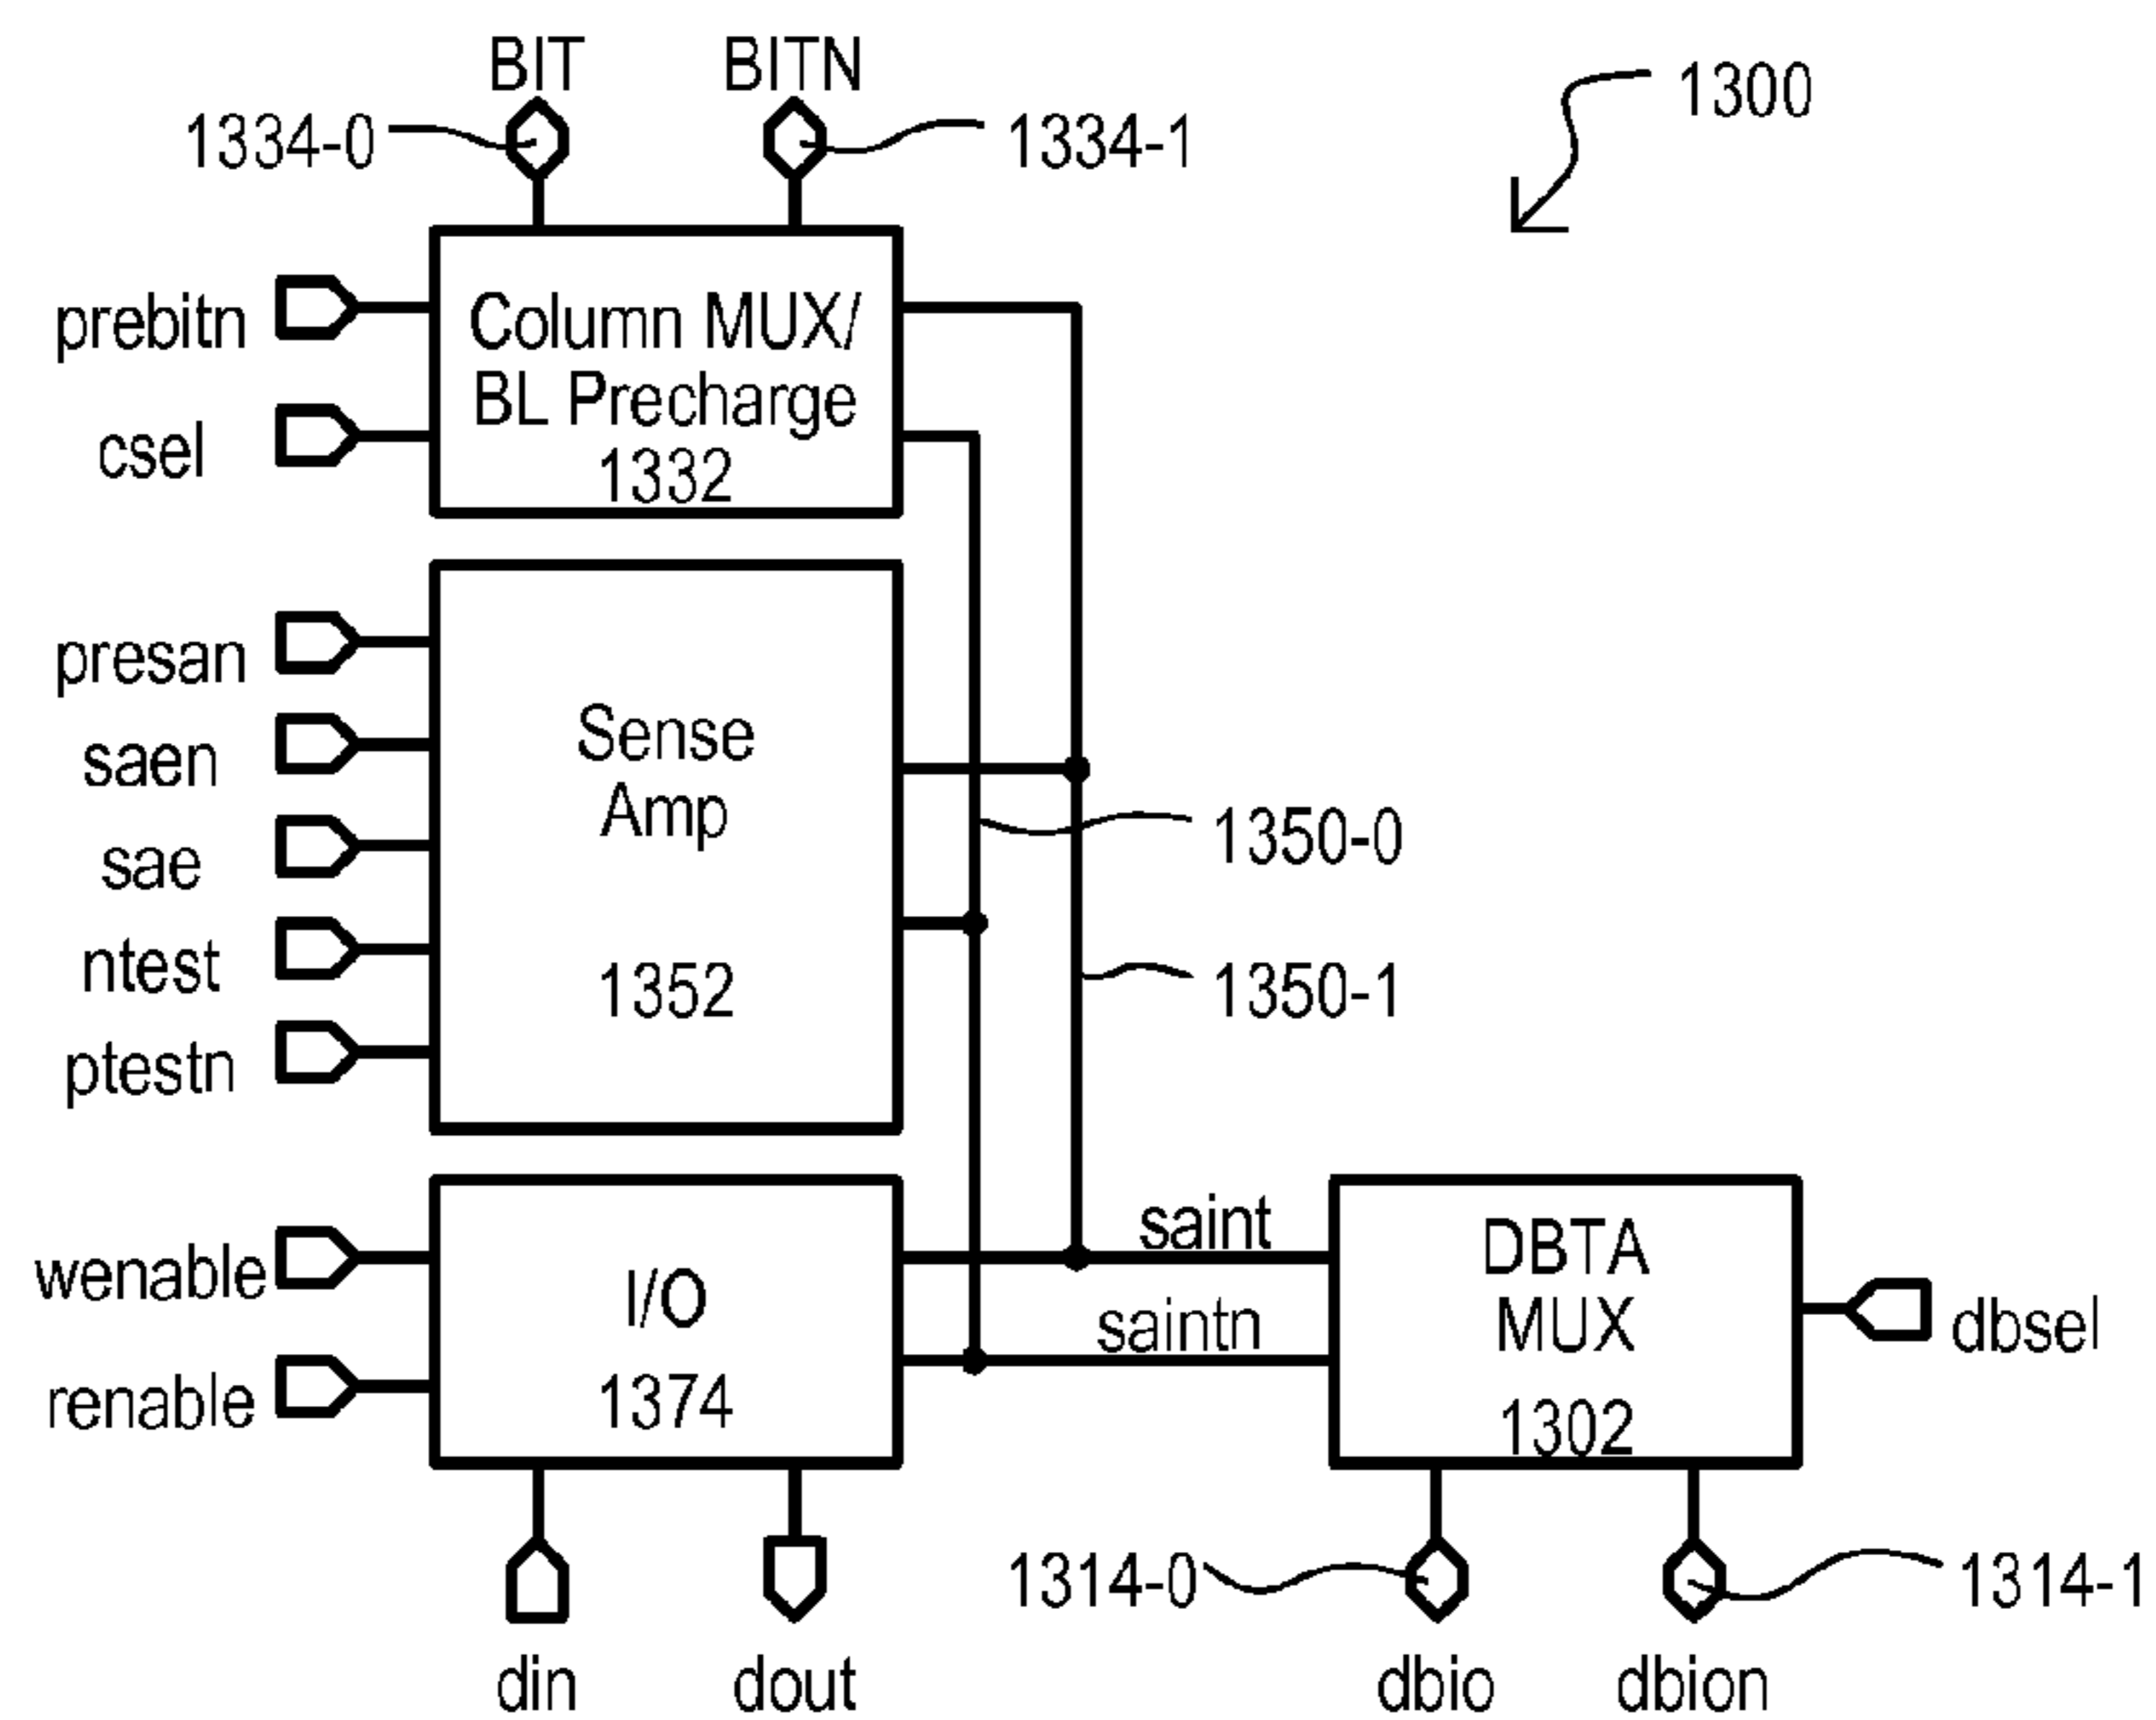 BIT
BITN
1300
1334-0
1334-1
prebitn
csel
Column MUX/
BL Precharge
1332
presan
saen
sae
ntest
ptestn
Sense
Amp
1352
1350-0
1350-1
wenable
renable
I/O
1374
saint
saintn
DBTA
MUX
1302
dbsel
1314-0
1314-1
din
dout
dbio
dbion